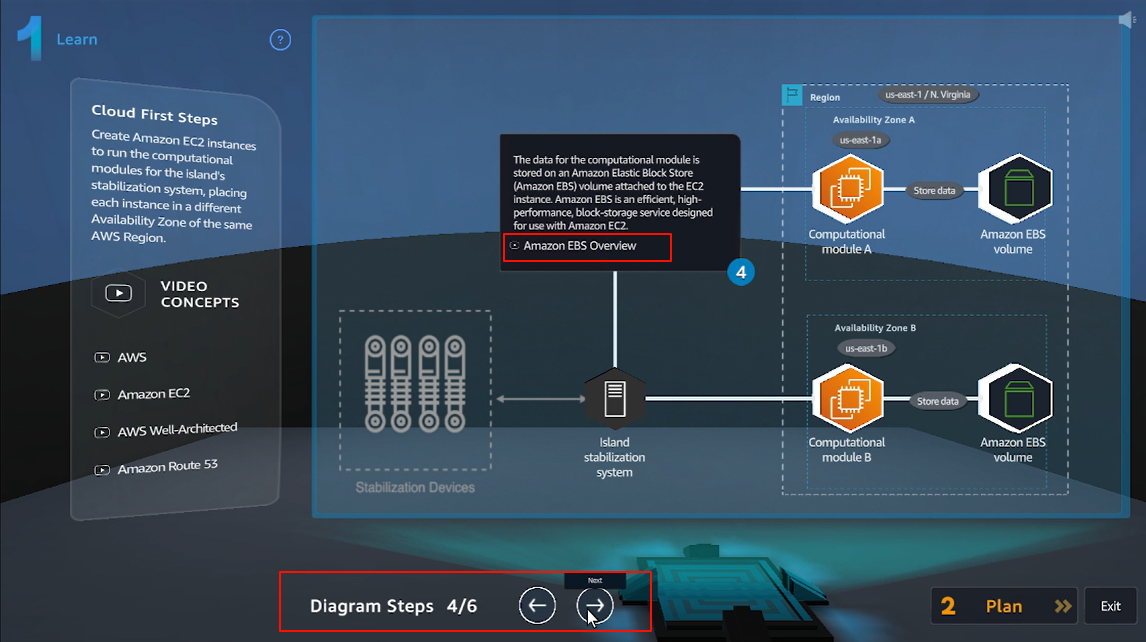 1 Learn
?
Cloud First Steps
Create Amazon EC2 instances
to run the computational
modules for the island's
stabilization system, placing
each instance in a different
Availability Zone of the same
AWS Region.
VIDEO
CONCEPTS
AWS
Amazon EC2
AWS Well-Architected
Amazon Route 53
The data for the computational module is
stored on an Amazon Elastic Block Store
(Amazon EBS) volume attached to the EC2
instance. Amazon EBS is an efficient, high-
performance, block-storage service designed
for use with Amazon EC2.
Amazon EBS Overview
4
Region
us-east-1 / N. Virginia
Availability Zone A
us-east-1a
Store data
Computational
module A
Amazon EBS
volume
Availability Zone B
us-east-1b
Store data
Computational
module B
Amazon EBS
volume
Island
stabilization
system
Stabilization Devices
Diagram Steps 4/6
Next
2 Plan
Exit